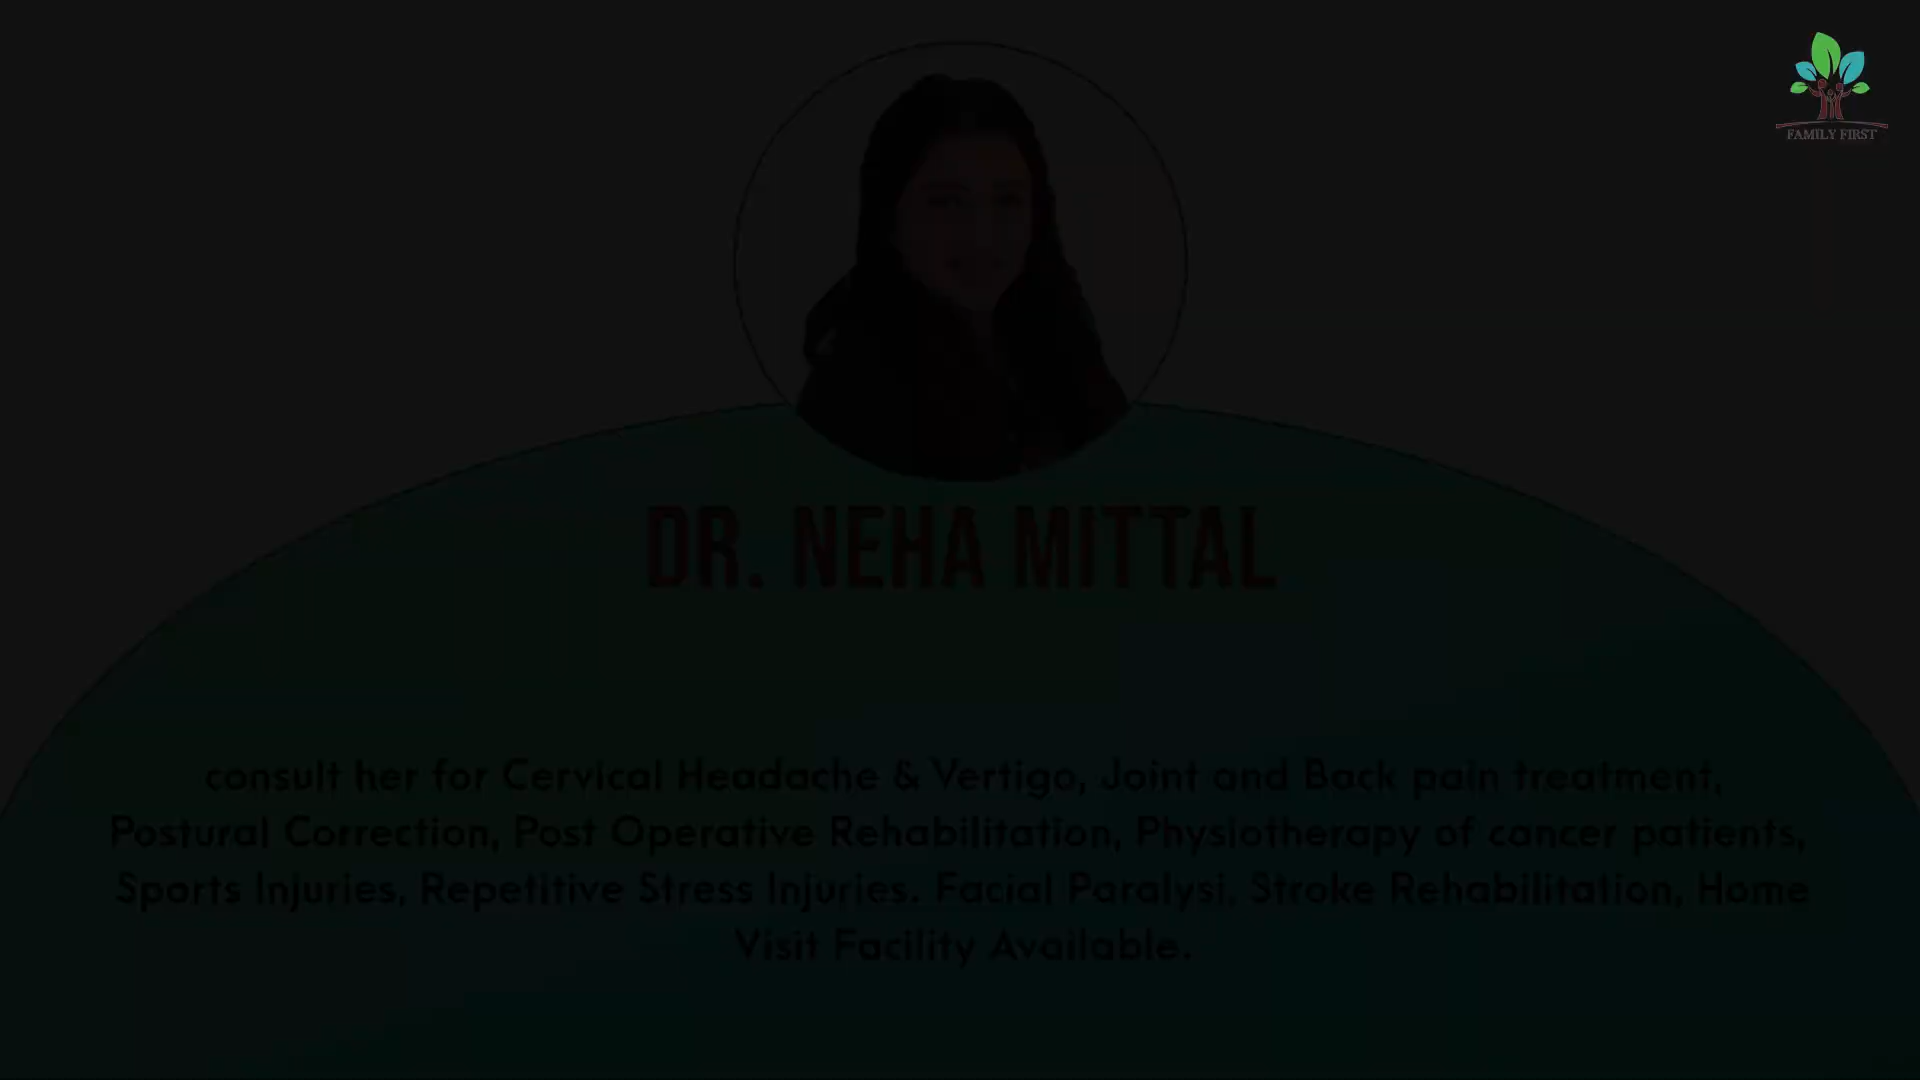 FAMILY FIRST
DR. NEHA MITTAL
consult her for Cervical Headache & Vertigo, Joint and Back pain treatment,
Postural Correction, Post Operative Rehabilitation, Physiotherapy of cancer patients,
Sports Injuries, Repetitive Stress Injuries. Facial Paralysi, Stroke Rehabilitation, Home
Visit Facility Available.